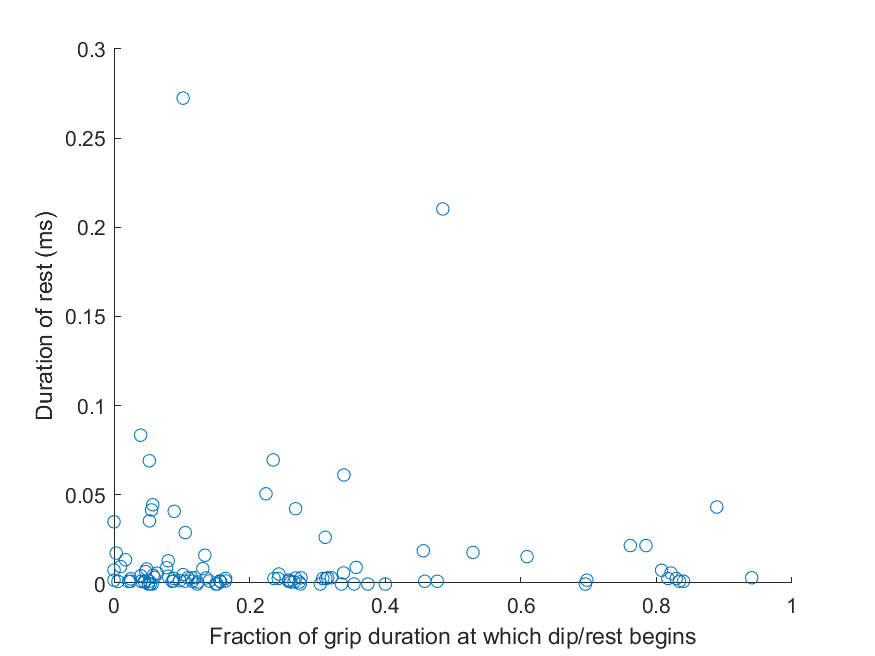 0.3
0.25
0.2
0.15
0.1
0.05
0
Duration of rest (ms)
0 0.2 0.4 0.6 0.8 1
Fraction of grip duration at which dip/rest begins